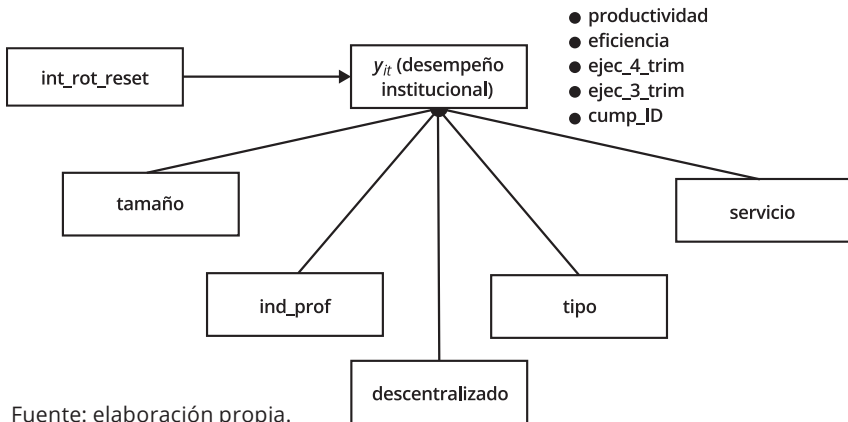 ● productividad
● eficiencia
● ejec_4_trim
● ejec_3_trim
● cump_ID
int_rot_reset
yit (desempeño
institucional)
tamaño
servicio
ind_prof
tipo
descentralizado
Fuente: elaboración propia.